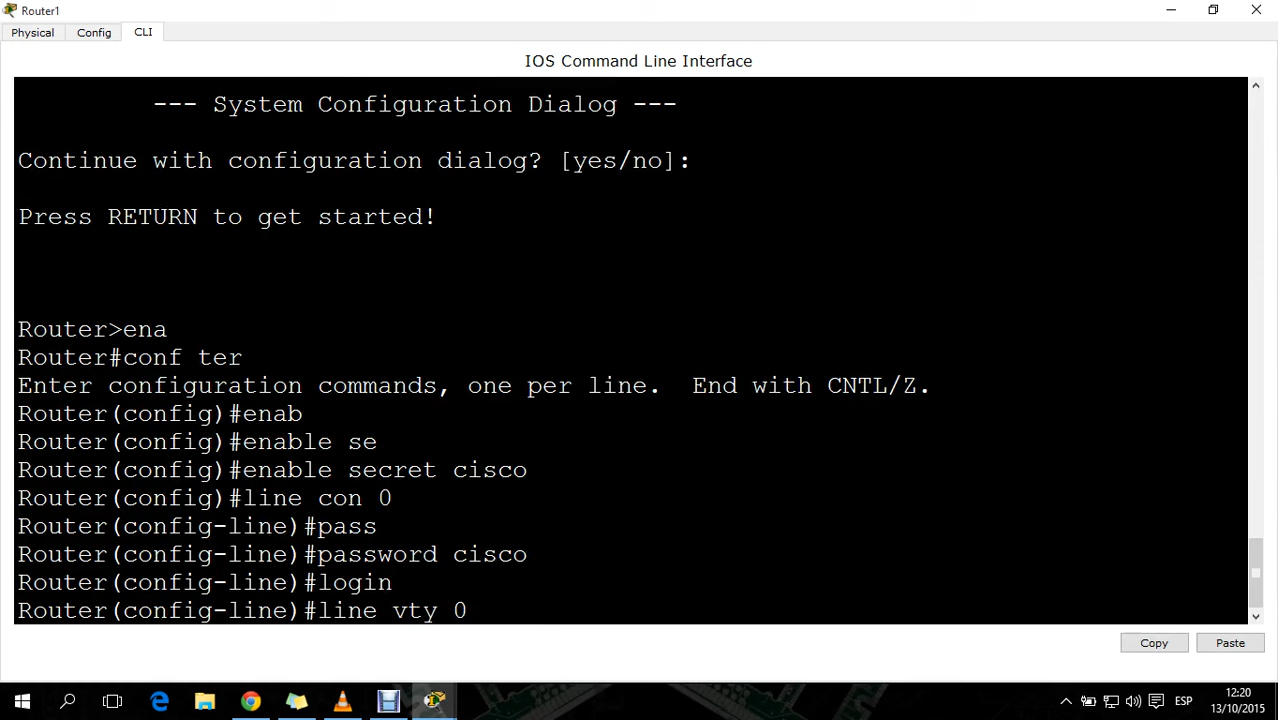 Router1
Physical Config CLI
IOS Command Line Interface
--- System Configuration Dialog ---
Continue with configuration dialog? [yes/no]:
Press RETURN to get started!
Router>ena
Router#conf ter
Enter configuration commands, one per line.  End with CNTL/Z.
Router(config)#enab
Router(config)#enable se
Router(config)#enable secret cisco
Router(config)#line con 0
Router(config-line)#pass
Router(config-line)#password cisco
Router(config-line)#login
Router(config-line)#line vty 0
Copy Paste
ESP
12:20
13/10/2015